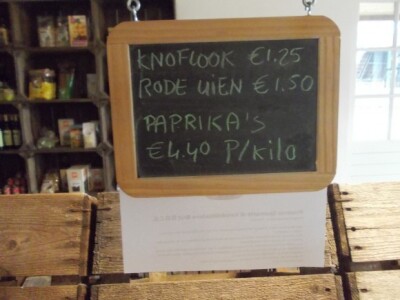 KNOFLOOK €1.25
RODE UIEN €1.50
PAPRIKA'S
€4.40 P/kilo